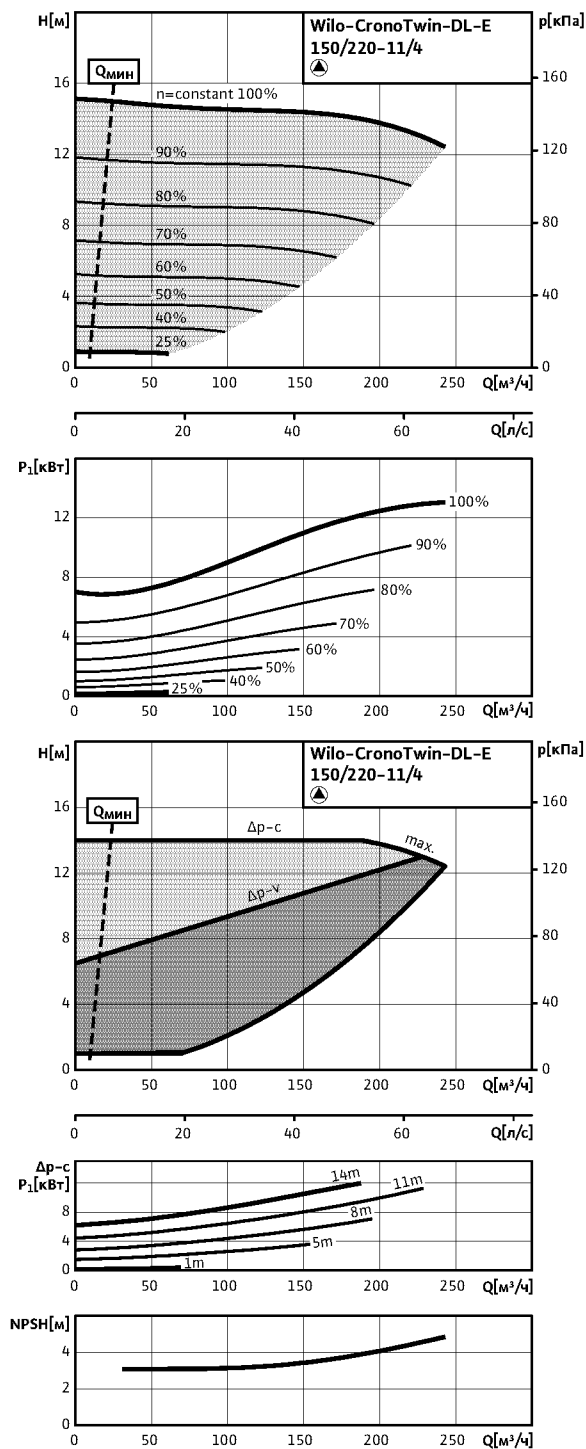 H[м]
Wilo-CronoTwin-DL-E
150/220-11/4
p[кПа]
16
12
8
4
0
Qмин
n=constant 100%
90%
80%
70%
60%
50%
40%
25%
160
120
80
40
0
0 50 100 150 200 250 Q[м³/ч]
0 20 40 60 Q[л/с]
P₁[кВт]
12
8
4
0
100%
90%
80%
70%
60%
50%
40%
25%
0 50 100 150 200 250 Q[м³/ч]
H[м]
Wilo-CronoTwin-DL-E
150/220-11/4
p[кПа]
16
12
8
4
0
Qмин
Δp-c
max.
Δp-v
160
120
80
40
0
0 50 100 150 200 250 Q[м³/ч]
0 20 40 60 Q[л/с]
Δp-c
P₁[кВт]
8
4
0
14m
11m
8m
5m
1m
0 50 100 150 200 250 Q[м³/ч]
NPSH[м]
4
2
0
0 50 100 150 200 250 Q[м³/ч]